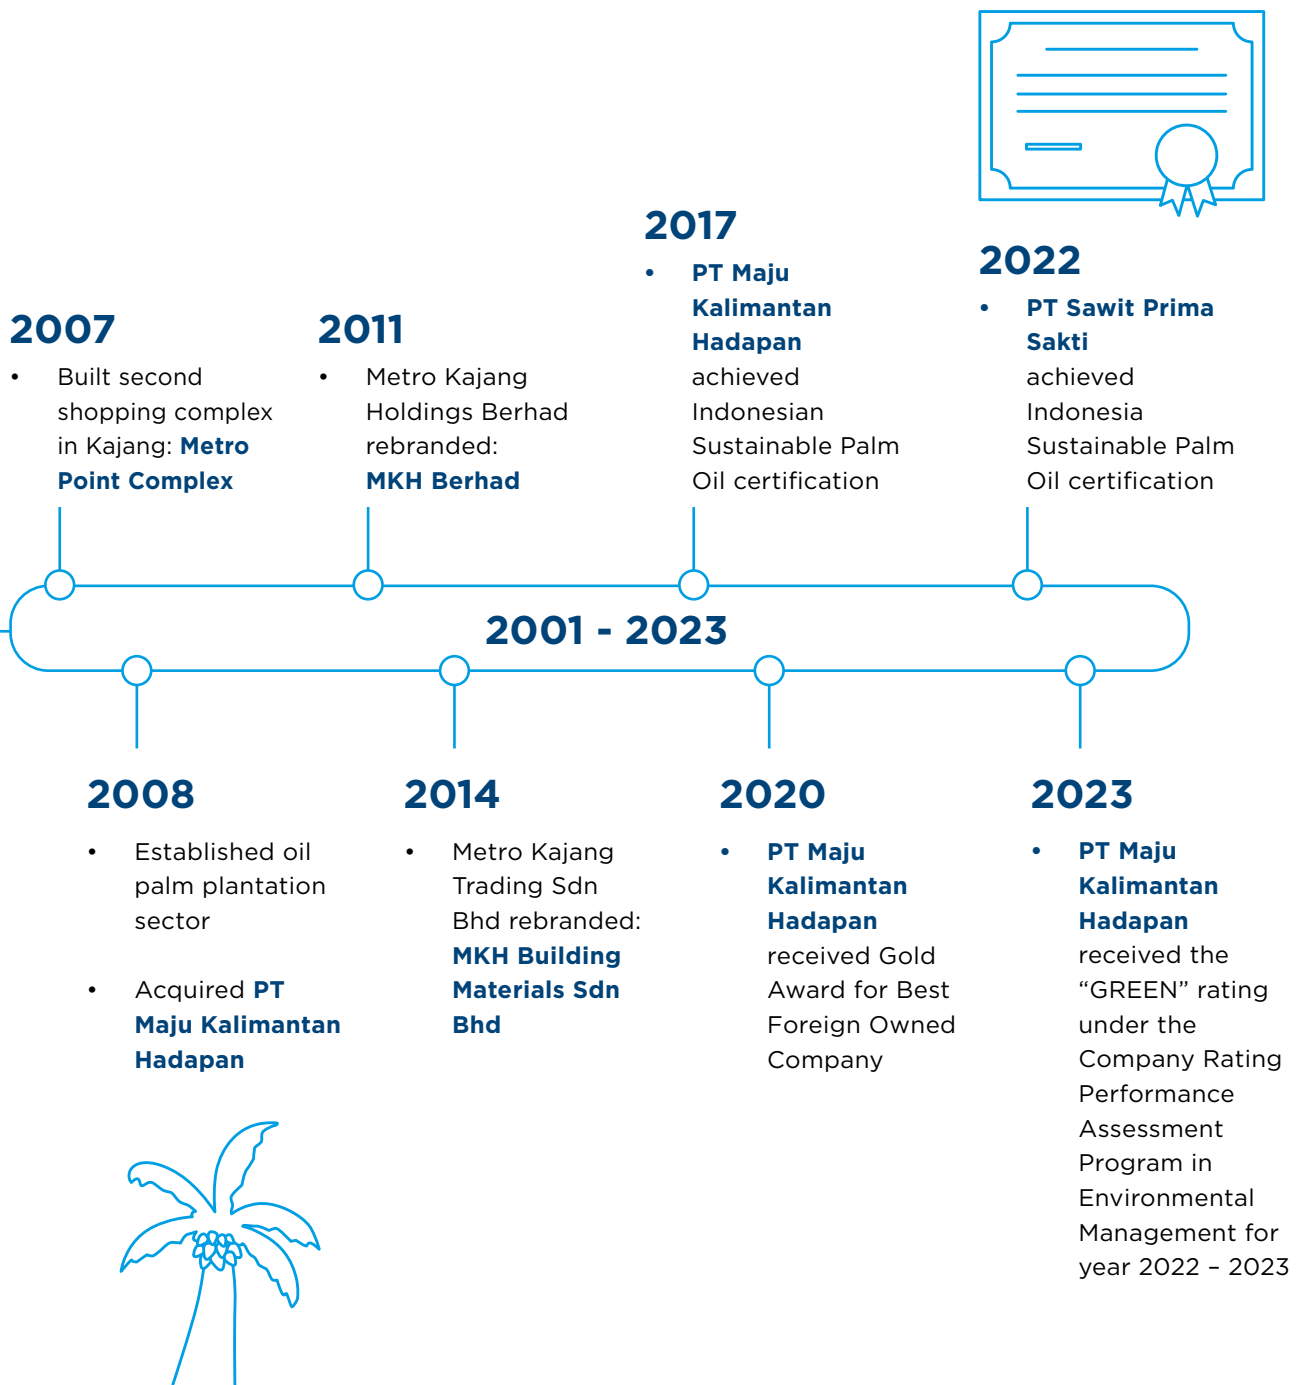 2007
• Built second
shopping complex
in Kajang: Metro
Point Complex
2011
• Metro Kajang
Holdings Berhad
rebranded:
MKH Berhad
2017
• PT Maju
Kalimantan
Hadapan
achieved
Indonesian
Sustainable Palm
Oil certification
2022
• PT Sawit Prima
Sakti
achieved
Indonesia
Sustainable Palm
Oil certification
2001 - 2023
2008
• Established oil
palm plantation
sector
• Acquired PT
Maju Kalimantan
Hadapan
2014
• Metro Kajang
Trading Sdn
Bhd rebranded:
MKH Building
Materials Sdn
Bhd
2020
• PT Maju
Kalimantan
Hadapan
received Gold
Award for Best
Foreign Owned
Company
2023
• PT Maju
Kalimantan
Hadapan
received the
“GREEN” rating
under the
Company Rating
Performance
Assessment
Program in
Environmental
Management for
year 2022 – 2023